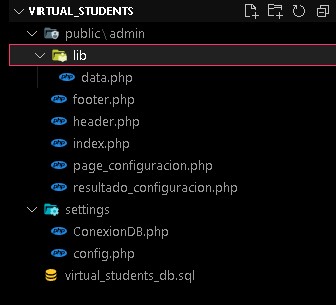 VIRTUAL_STUDENTS
public\admin
lib
php data.php
php footer.php
php header.php
php index.php
php page_configuracion.php
php resultado_configuracion.php
settings
php ConexionDB.php
php config.php
virtual_students_db.sql